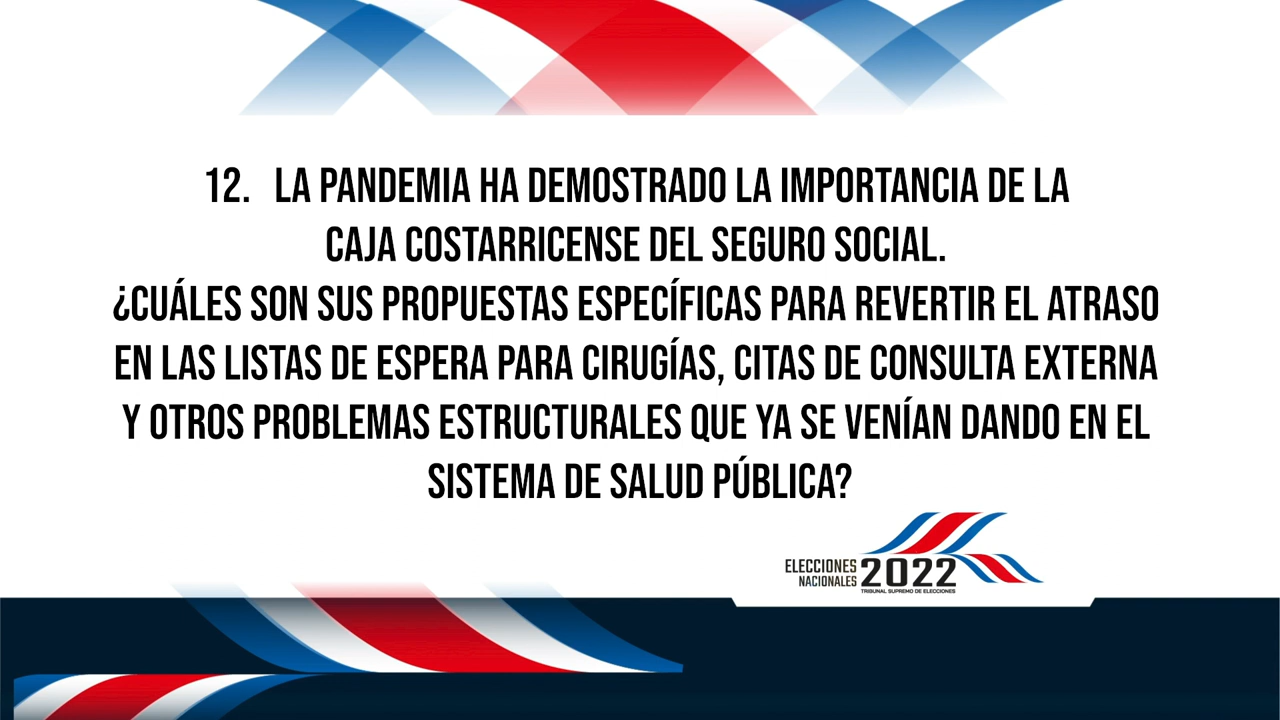 12. LA PANDEMIA HA DEMOSTRADO LA IMPORTANCIA DE LA
CAJA COSTARRICENSE DEL SEGURO SOCIAL.
¿CUÁLES SON SUS PROPUESTAS ESPECÍFICAS PARA REVERTIR EL ATRASO
EN LAS LISTAS DE ESPERA PARA CIRUGÍAS, CITAS DE CONSULTA EXTERNA
Y OTROS PROBLEMAS ESTRUCTURALES QUE YA SE VENÍAN DANDO EN EL
SISTEMA DE SALUD PÚBLICA?
ELECCIONES
NACIONALES
2022
TRIBUNAL SUPREMO DE ELECCIONES